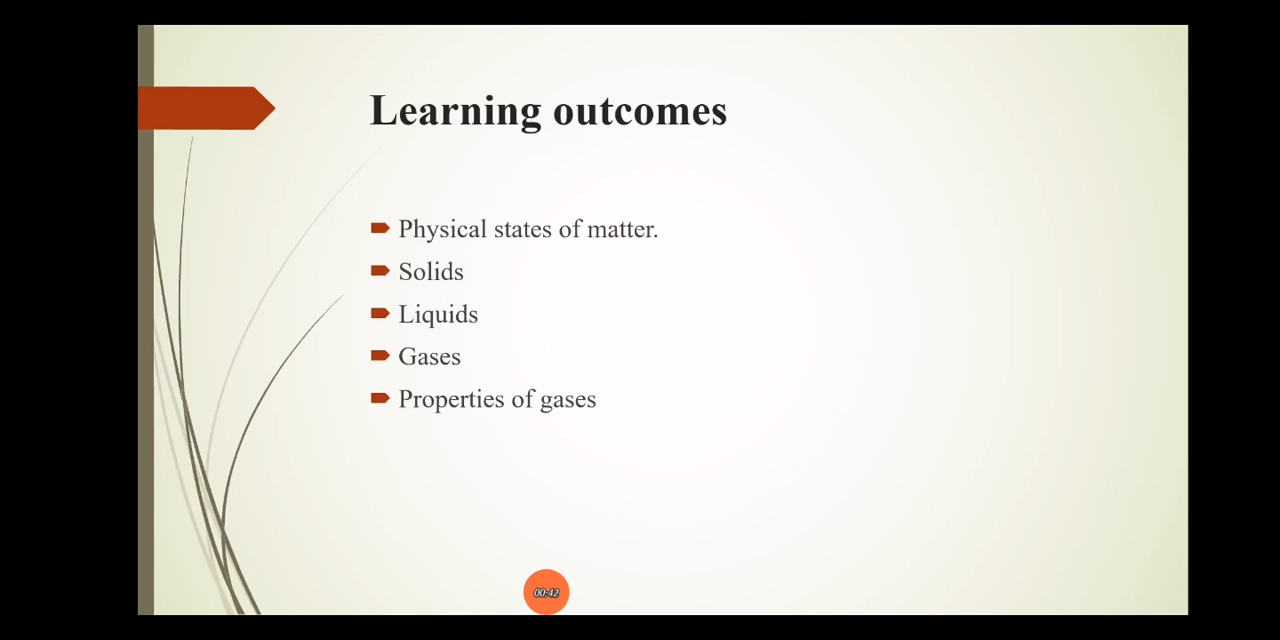 Learning outcomes
Physical states of matter.
Solids
Liquids
Gases
Properties of gases
00:42